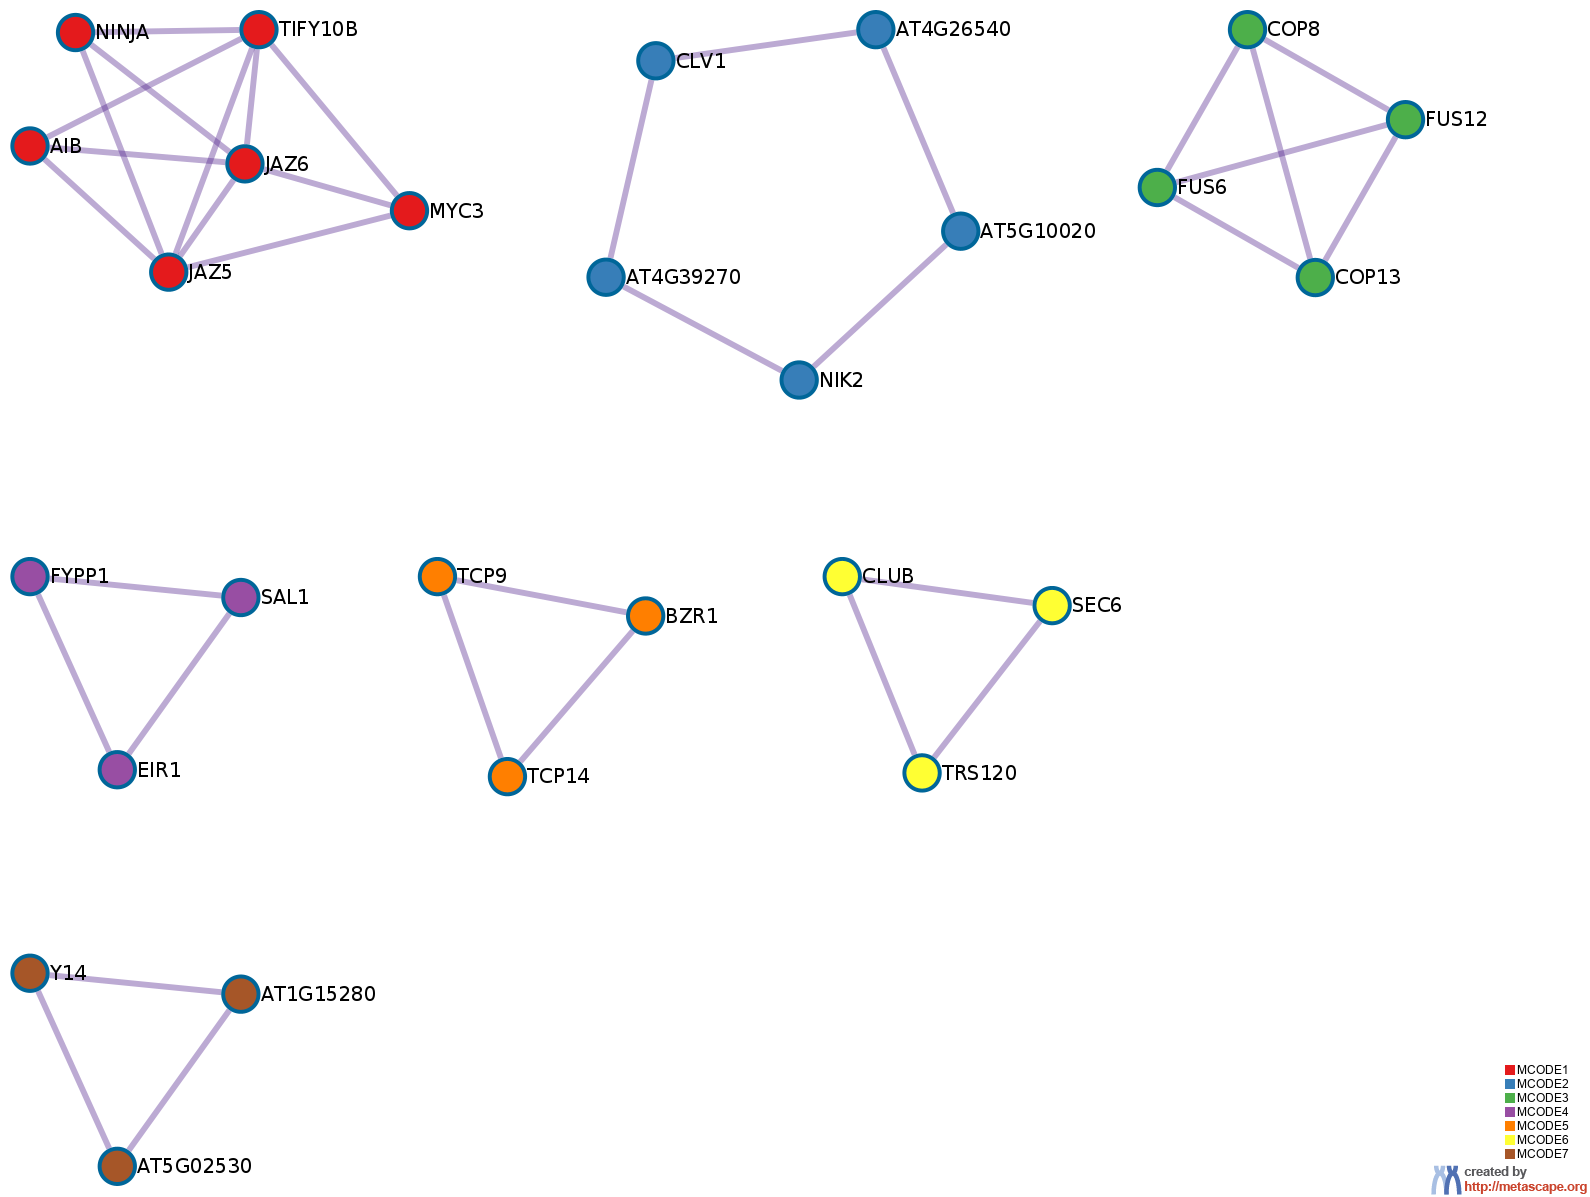 NINJA
TIFY10B
AIB
JAZ6
MYC3
JAZ5
CLV1
AT4G26540
AT5G10020
AT4G39270
NIK2
COP8
FUS12
FUS6
COP13
FYPP1
SAL1
EIR1
TCP9
BZR1
TCP14
CLUB
SEC6
TRS120
Y14
AT1G15280
AT5G02530
MCODE1
MCODE2
MCODE3
MCODE4
MCODE5
MCODE6
MCODE7
created by
http://metascape.org